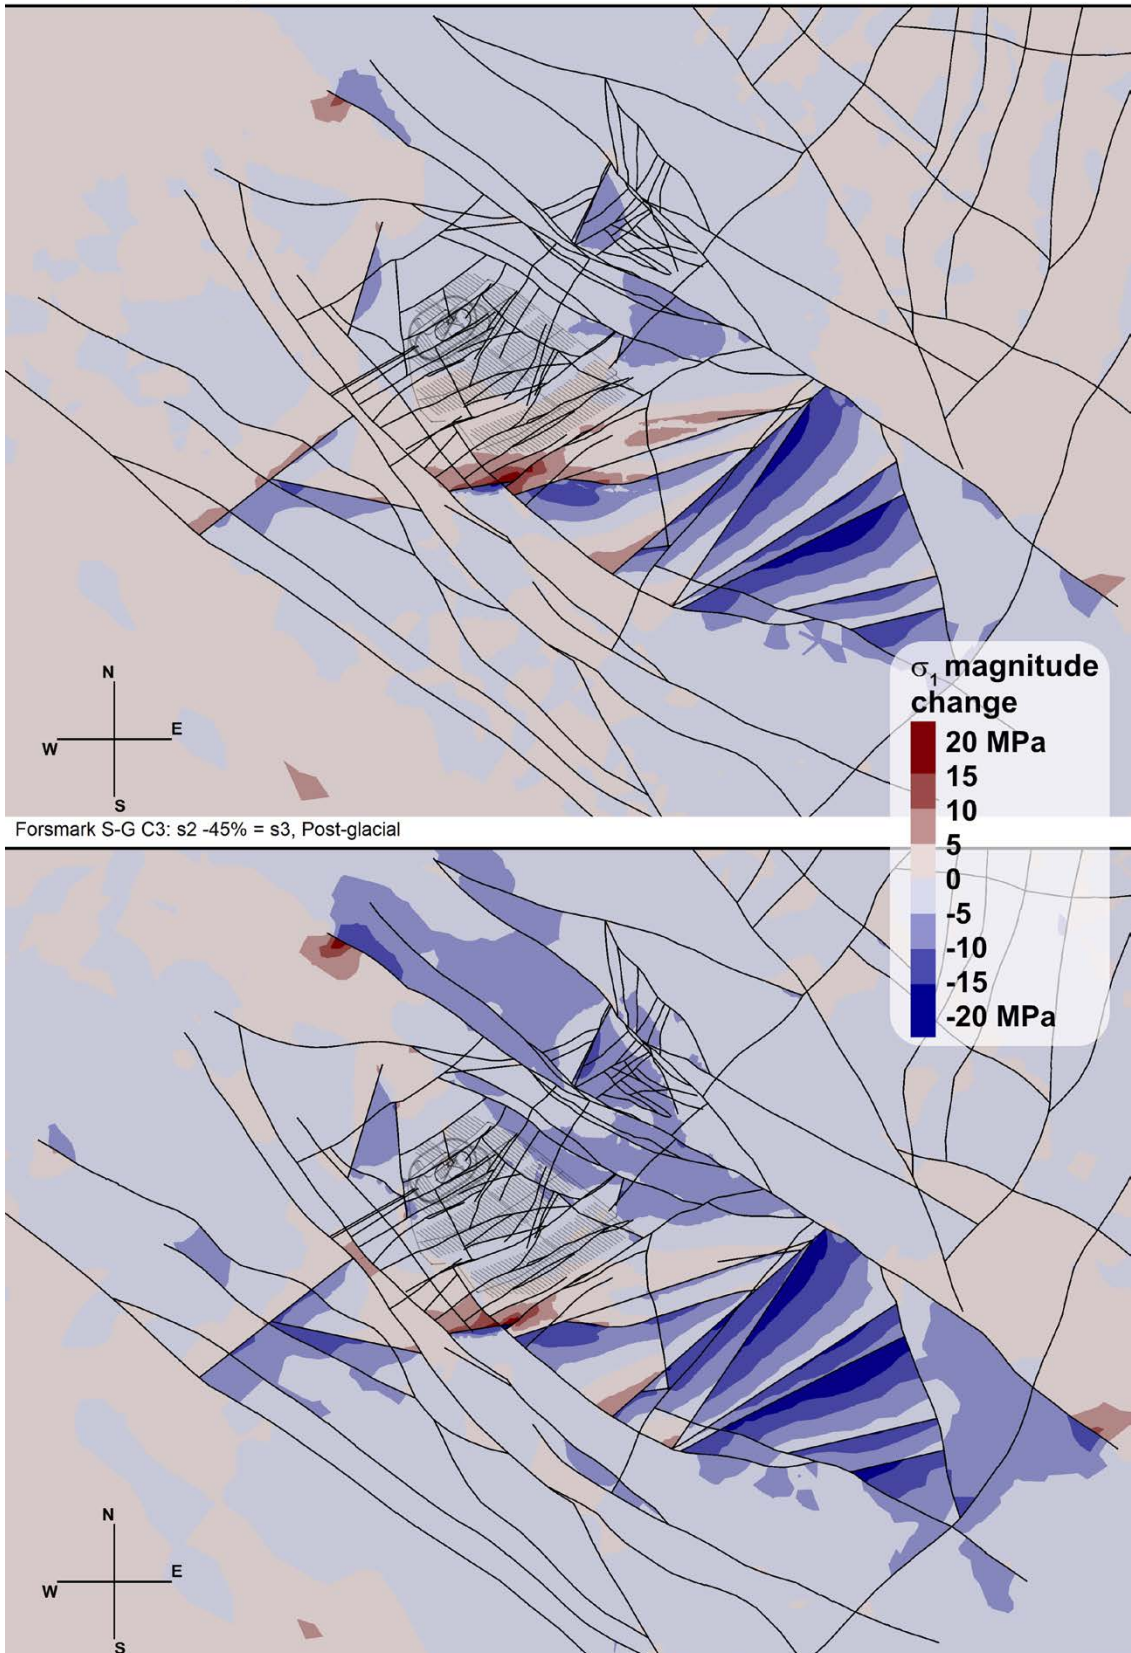 N
W E
S
σ1 magnitude
change
20 MPa
15
10
5
0
-5
-10
-15
-20 MPa
Forsmark S-G C3: s2 -45% = s3, Post-glacial
N
W E
S